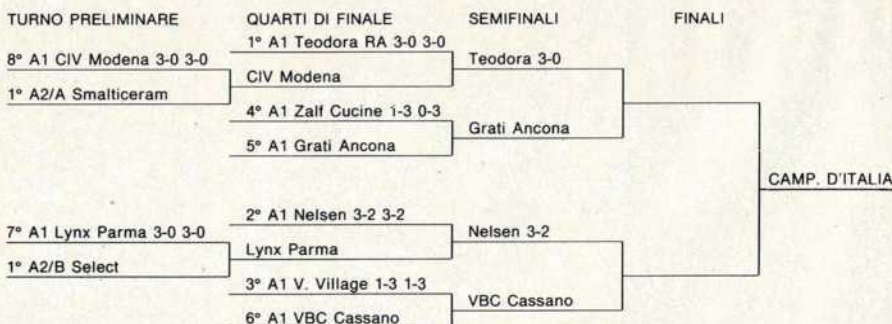 TURNO PRELIMINARE
QUARTI DI FINALE
SEMIFINALI
FINALI
8° A1 CIV Modena 3-0 3-0
1° A2/A Smalticeram
7° A1 Lynx Parma 3-0 3-0
1° A2/B Select
1° A1 Teodora RA 3-0 3-0
CIV Modena
4° A1 Zalf Cucine 1-3 0-3
5° A1 Grati Ancona
2° A1 Nelsen 3-2 3-2
Lynx Parma
3° A1 V. Village 1-3 1-3
6° A1 VBC Cassano
Teodora 3-0
Grati Ancona
Nelsen 3-2
VBC Cassano
CAMP. D'ITALIA